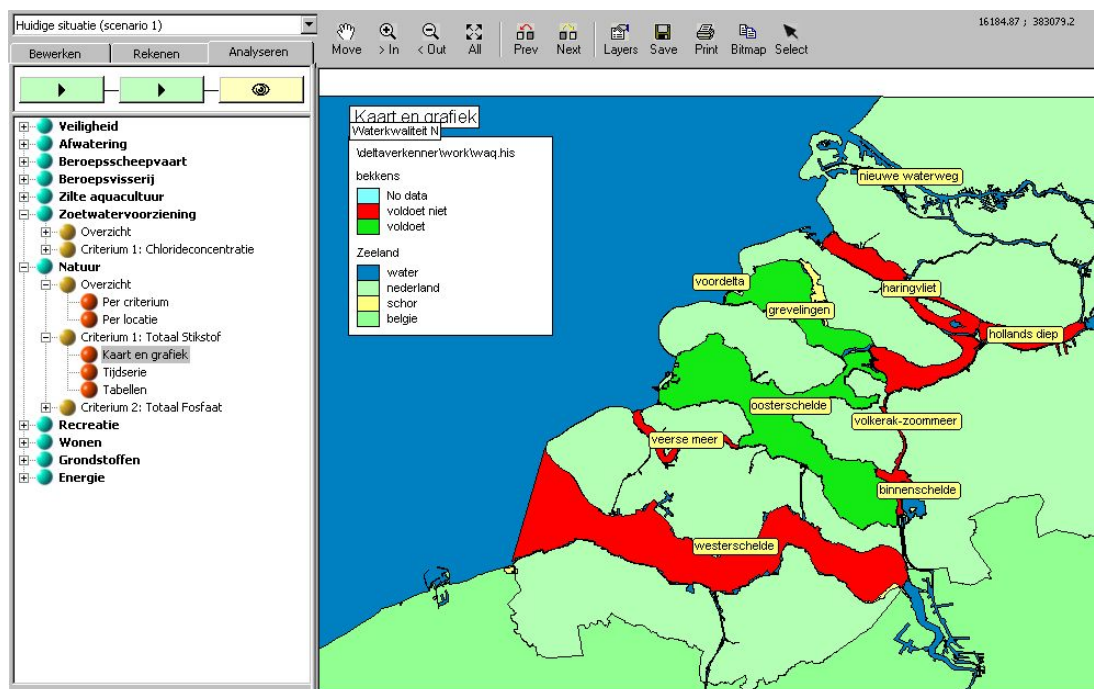 Huidige situatie (scenario 1)
Bewerken
Rekenen
Analyseren
Veiligheid
Afwatering
Beroepsscheepvaart
Beroepsvisserij
Zilte aquacultuur
Zoetwatervoorziening
Overzicht
Criterium 1: Chlorideconcentratie
Natuur
Overzicht
Per criterium
Per locatie
Criterium 1: Totaal Stikstof
Kaart en grafiek
Tijdserie
Tabellen
Criterium 2: Totaal Fosfaat
Recreatie
Wonen
Grondstoffen
Energie
Move
> In
< Out
All
Prev
Next
Layers
Save
Print
Bitmap
Select
16184.87 ; 383079.2
Kaart en grafiek
Waterkwaliteit N
\deltaverkenner\work\waq.his
bekkens
No data
voldoet niet
voldoet
Zeeland
water
nederland
schor
belgie
nieuwe waterweg
voordelta
haringvliet
grevelingen
hollands diep
oosterschelde
volkerak-zoommeer
veerse meer
binnenschelde
westerschelde